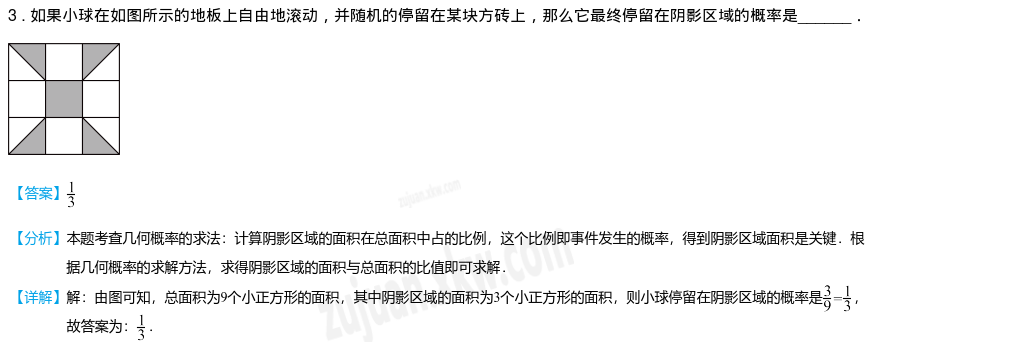 3．如果小球在如图所示的地板上自由地滚动，并随机的停留在某块方砖上，那么它最终停留在阴影区域的概率是______．
【答案】1/3
zujuan.xkw.com
【分析】本题考查几何概率的求法：计算阴影区域的面积在总面积中占的比例，这个比例即事件发生的概率，得到阴影区域面积是关键．根
据几何概率的求解方法，求得阴影区域的面积与总面积的比值即可求解．
【详解】解：由图可知，总面积为9个小正方形的面积，其中阴影区域的面积为3个小正方形的面积，则小球停留在阴影区域的概率是3/9=1/3，
故答案为：1/3．
zujuan.xkw.com